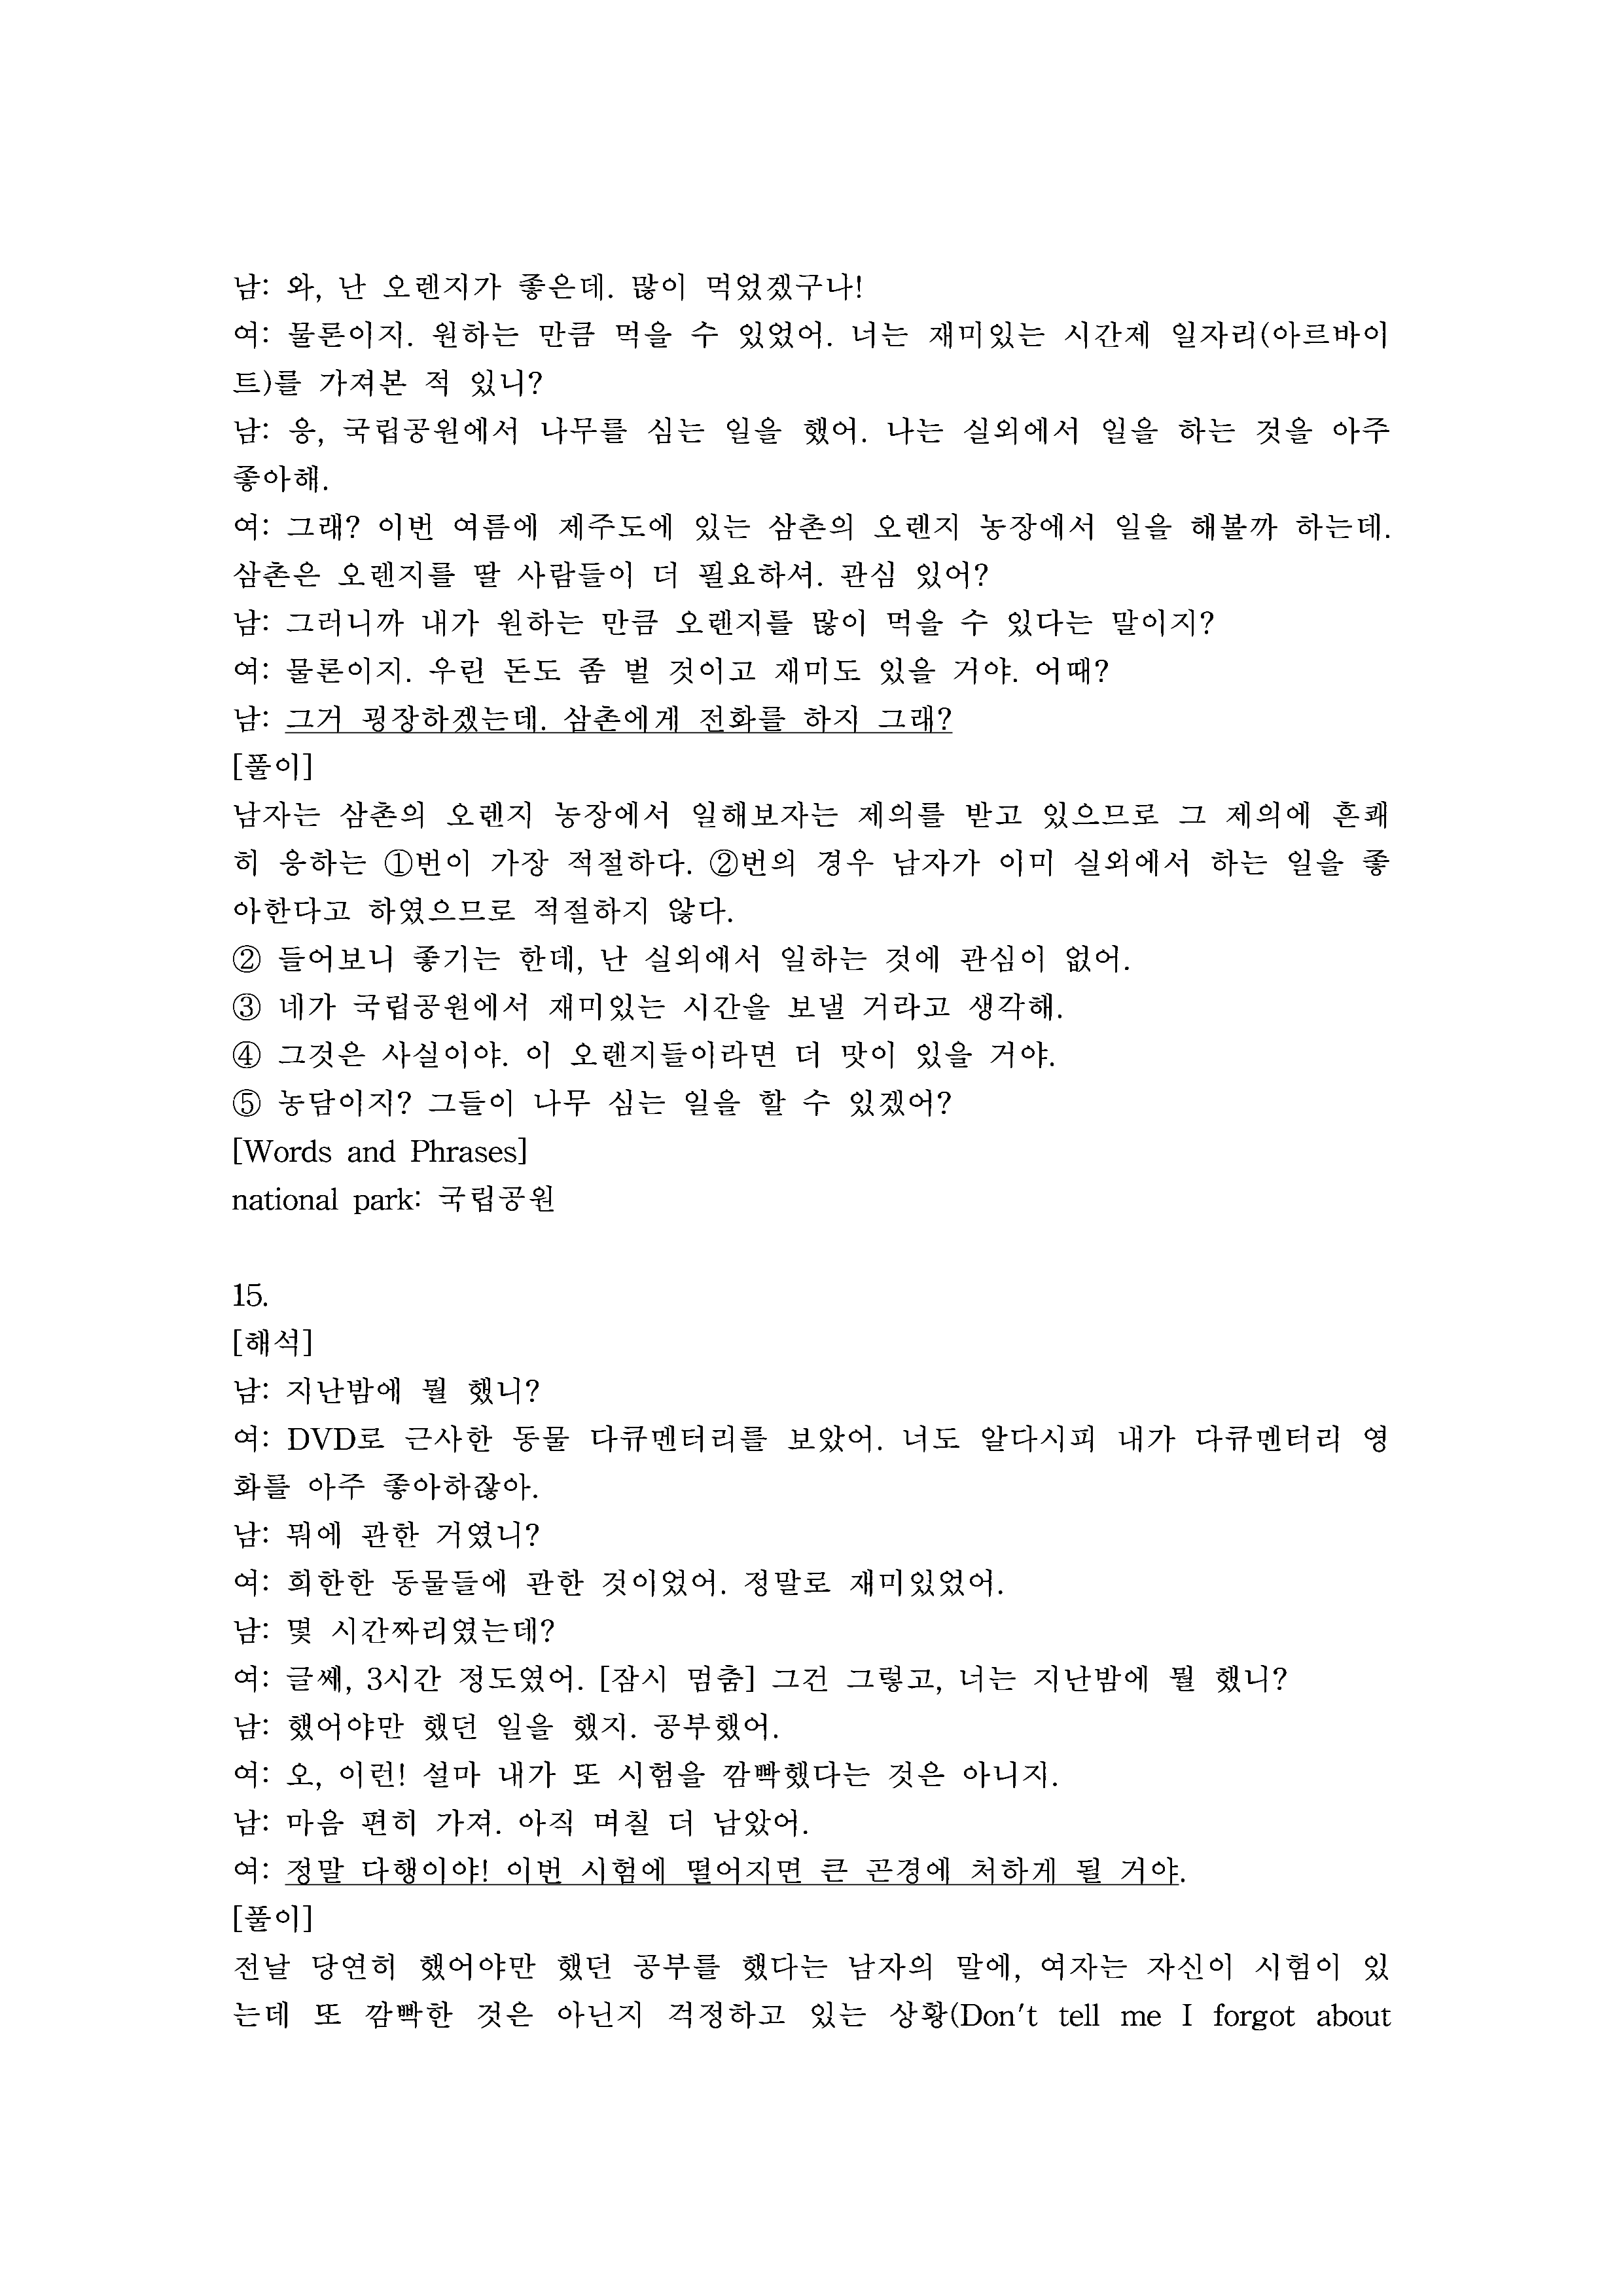 남: 와, 난 오렌지가 좋은데. 많이 먹었겠구나!
여: 물론이지. 원하는 만큼 먹을 수 있었어. 너는 재미있는 시간제 일자리(아르바이
트)를 가져본 적 있니?
남: 응, 국립공원에서 나무를 심는 일을 했어. 나는 실외에서 일을 하는 것을 아주
좋아해.
여: 그래? 이번 여름에 제주도에 있는 삼촌의 오렌지 농장에서 일을 해볼까 하는데.
삼촌은 오렌지를 딸 사람들이 더 필요하셔. 관심 있어?
남: 그러니까 내가 원하는 만큼 오렌지를 많이 먹을 수 있다는 말이지?
여: 물론이지. 우린 돈도 좀 벌 것이고 재미도 있을 거야. 어때?
남: 그거 굉장하겠는데. 삼촌에게 전화를 하지 그래?
[풀이]
남자는 삼촌의 오렌지 농장에서 일해보자는 제의를 받고 있으므로 그 제의에 흔쾌
히 응하는 ①번이 가장 적절하다. ②번의 경우 남자가 이미 실외에서 하는 일을 좋
아한다고 하였으므로 적절하지 않다.
② 들어보니 좋기는 한데, 난 실외에서 일하는 것에 관심이 없어.
③ 네가 국립공원에서 재미있는 시간을 보낼 거라고 생각해.
④ 그것은 사실이야. 이 오렌지들이라면 더 맛이 있을 거야.
⑤ 농담이지? 그들이 나무 심는 일을 할 수 있겠어?
[Words and Phrases]
national park: 국립공원
15.
[해석]
남: 지난밤에 뭘 했니?
여: DVD로 근사한 동물 다큐멘터리를 보았어. 너도 알다시피 내가 다큐멘터리 영
화를 아주 좋아하잖아.
남: 뭐에 관한 거였니?
여: 희한한 동물들에 관한 것이었어. 정말로 재미있었어.
남: 몇 시간짜리였는데?
여: 글쎄, 3시간 정도였어. [잠시 멈춤] 그건 그렇고, 너는 지난밤에 뭘 했니?
남: 했어야만 했던 일을 했지. 공부했어.
여: 오, 이런! 설마 내가 또 시험을 깜빡했다는 것은 아니지.
남: 마음 편히 가져. 아직 며칠 더 남았어.
여: 정말 다행이야! 이번 시험에 떨어지면 큰 곤경에 처하게 될 거야.
[풀이]
전날 당연히 했어야만 했던 공부를 했다는 남자의 말에, 여자는 자신이 시험이 있
는데 또 깜빡한 것은 아닌지 걱정하고 있는 상황(Don't tell me I forgot about